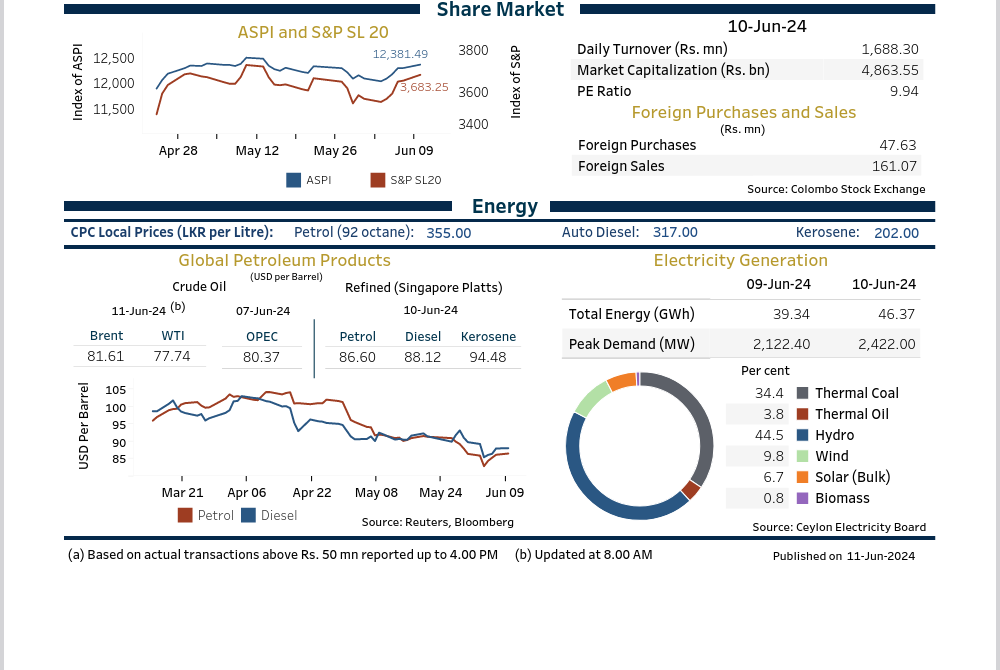 Share Market
ASPI and S&P SL 20
Index of ASPI
12,500
12,000
11,500
12,381.49
3,683.25
3800
3600
3400
Index of S&P
Apr 28 May 12 May 26 Jun 09
ASPI S&P SL20
10-Jun-24
Daily Turnover (Rs. mn) 1,688.30
Market Capitalization (Rs. bn) 4,863.55
PE Ratio 9.94
Foreign Purchases and Sales
(Rs. mn)
Foreign Purchases 47.63
Foreign Sales 161.07
Source: Colombo Stock Exchange
Energy
CPC Local Prices (LKR per Litre): Petrol (92 octane): 355.00 Auto Diesel: 317.00 Kerosene: 202.00
Global Petroleum Products
(USD per Barrel)
Crude Oil Refined (Singapore Platts)
11-Jun-24 (b) 07-Jun-24 10-Jun-24
Brent WTI OPEC Petrol Diesel Kerosene
81.61 77.74 80.37 86.60 88.12 94.48
USD Per Barrel
105
100
95
90
85
Mar 21 Apr 06 Apr 22 May 08 May 24 Jun 09
Petrol Diesel
Source: Reuters, Bloomberg
Electricity Generation
09-Jun-24 10-Jun-24
Total Energy (GWh) 39.34 46.37
Peak Demand (MW) 2,122.40 2,422.00
Per cent
34.4 Thermal Coal
3.8 Thermal Oil
44.5 Hydro
9.8 Wind
6.7 Solar (Bulk)
0.8 Biomass
Source: Ceylon Electricity Board
(a) Based on actual transactions above Rs. 50 mn reported up to 4.00 PM (b) Updated at 8.00 AM Published on 11-Jun-2024